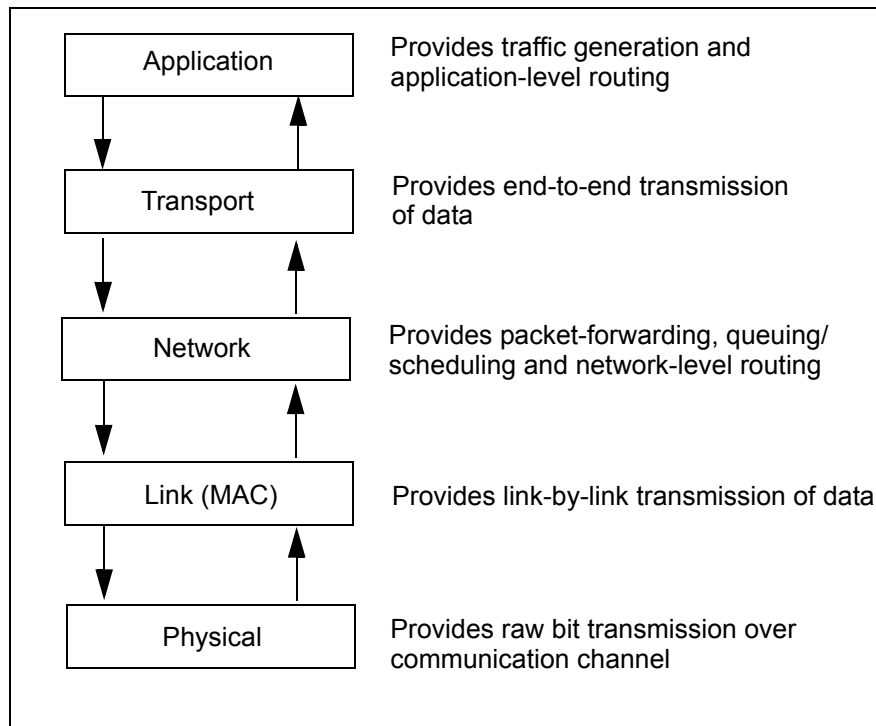 Application
Provides traffic generation and
application-level routing
Transport
Provides end-to-end transmission
of data
Network
Provides packet-forwarding, queuing/
scheduling and network-level routing
Link (MAC)
Provides link-by-link transmission of data
Physical
Provides raw bit transmission over
communication channel